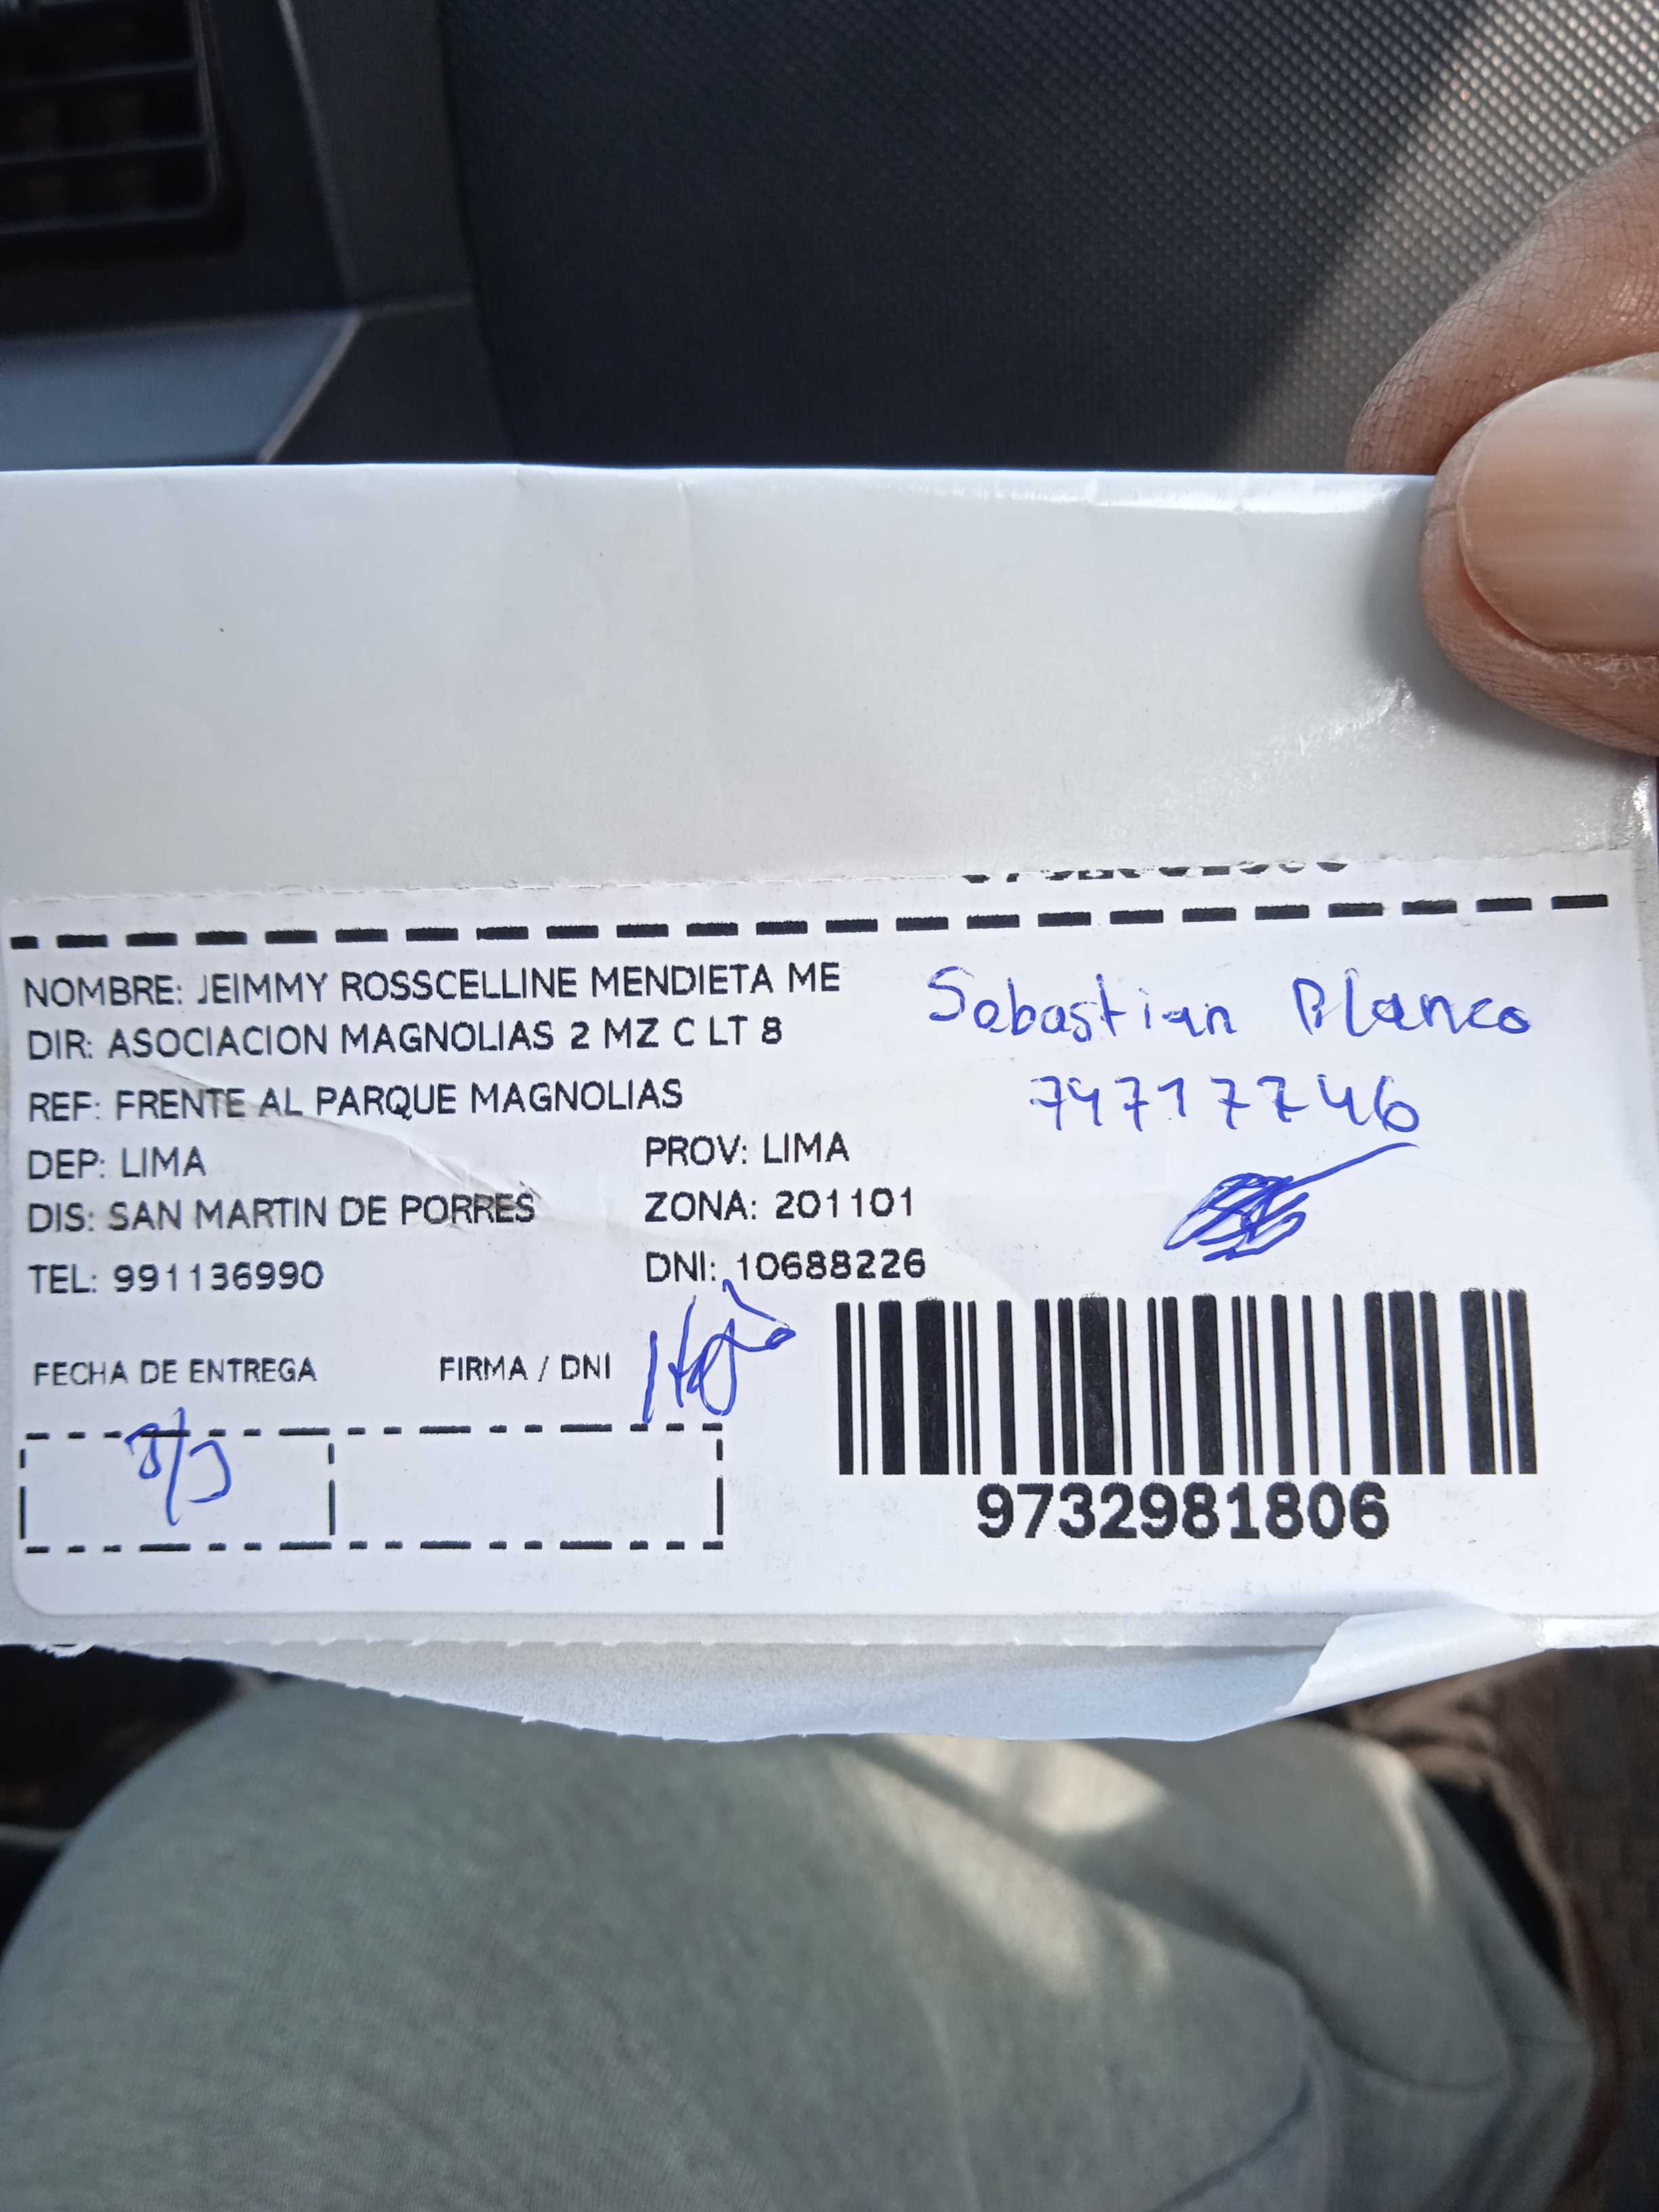 NOMBRE: JEIMMY ROSSCELLINE MENDIETA ME
DIR: ASOCIACION MAGNOLIAS 2 MZ C LT 8
REF: FRENTE AL PARQUE MAGNOLIAS
DEP: LIMA PROV: LIMA
DIS: SAN MARTIN DE PORRES ZONA: 201101
TEL: 991136990 DNI: 10688226
FECHA DE ENTREGA FIRMA / DNI
Sebastian Blanco
74717746
9732981806